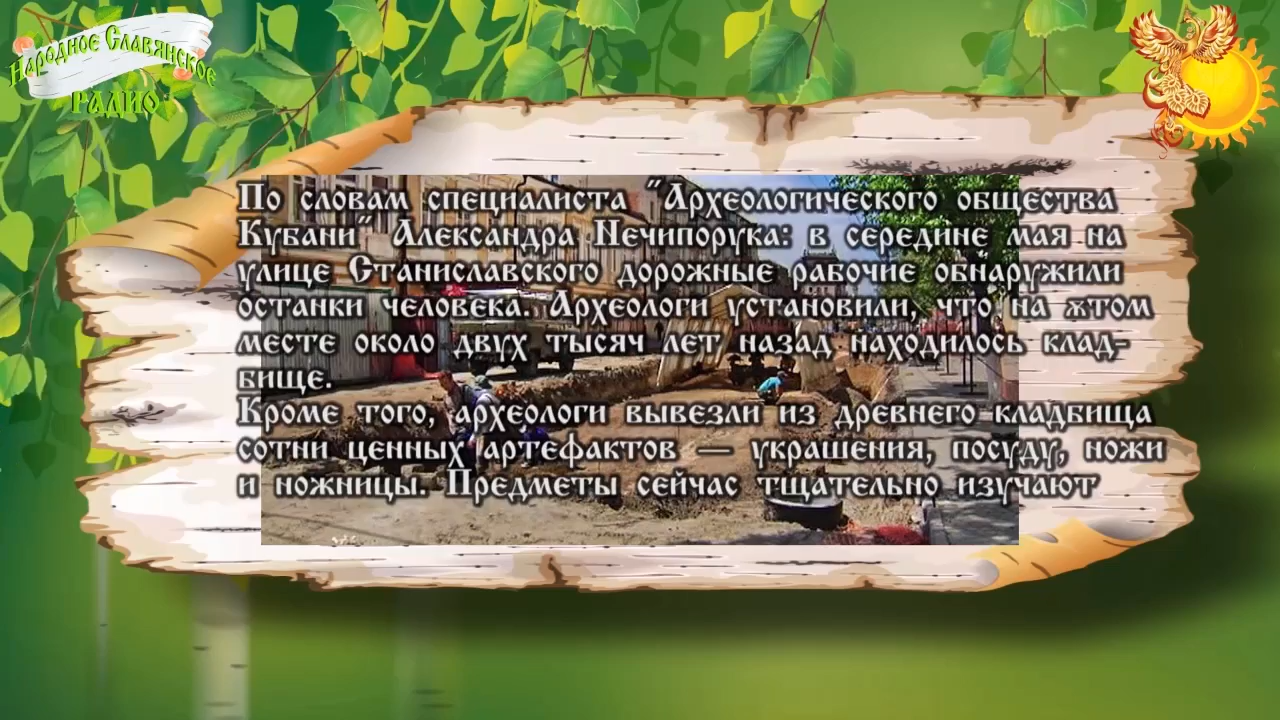 Народное Славянское
РАДИО
По словам специалиста "Археологического общества
Кубани" Александра Нечипорука: в середине мая на
улице Станиславского дорожные рабочие обнаружили
останки человека. Археологи установили, что на этом
месте около двух тысяч лет назад находилось клад-
бище.
Кроме того, археологи вывезли из древнего кладбища
сотни ценных артефактов — украшения, посуду, ножи
и ножницы. Предметы сейчас тщательно изучают